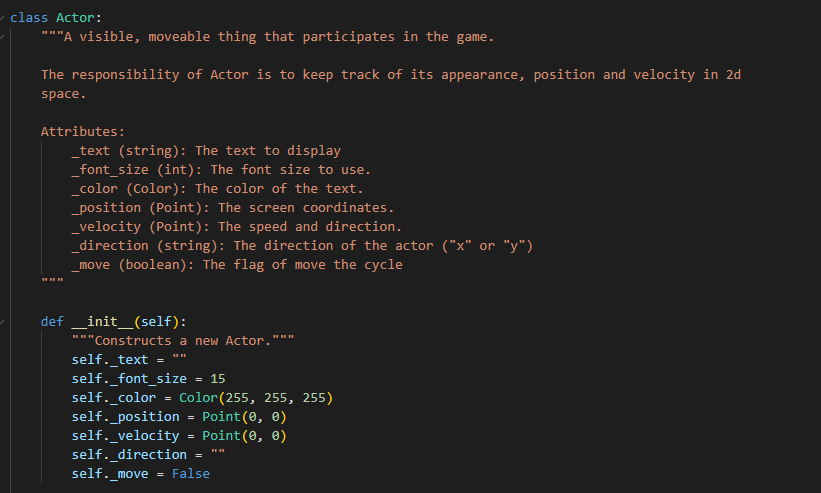 class Actor:
    """A visible, moveable thing that participates in the game.

    The responsibility of Actor is to keep track of its appearance, position and velocity in 2d
    space.

    Attributes:
        _text (string): The text to display
        _font_size (int): The font size to use.
        _color (Color): The color of the text.
        _position (Point): The screen coordinates.
        _velocity (Point): The speed and direction.
        _direction (string): The direction of the actor ("x" or "y")
        _move (boolean): The flag of move the cycle
    """

    def __init__(self):
        """Constructs a new Actor."""
        self._text = ""
        self._font_size = 15
        self._color = Color(255, 255, 255)
        self._position = Point(0, 0)
        self._velocity = Point(0, 0)
        self._direction = ""
        self._move = False